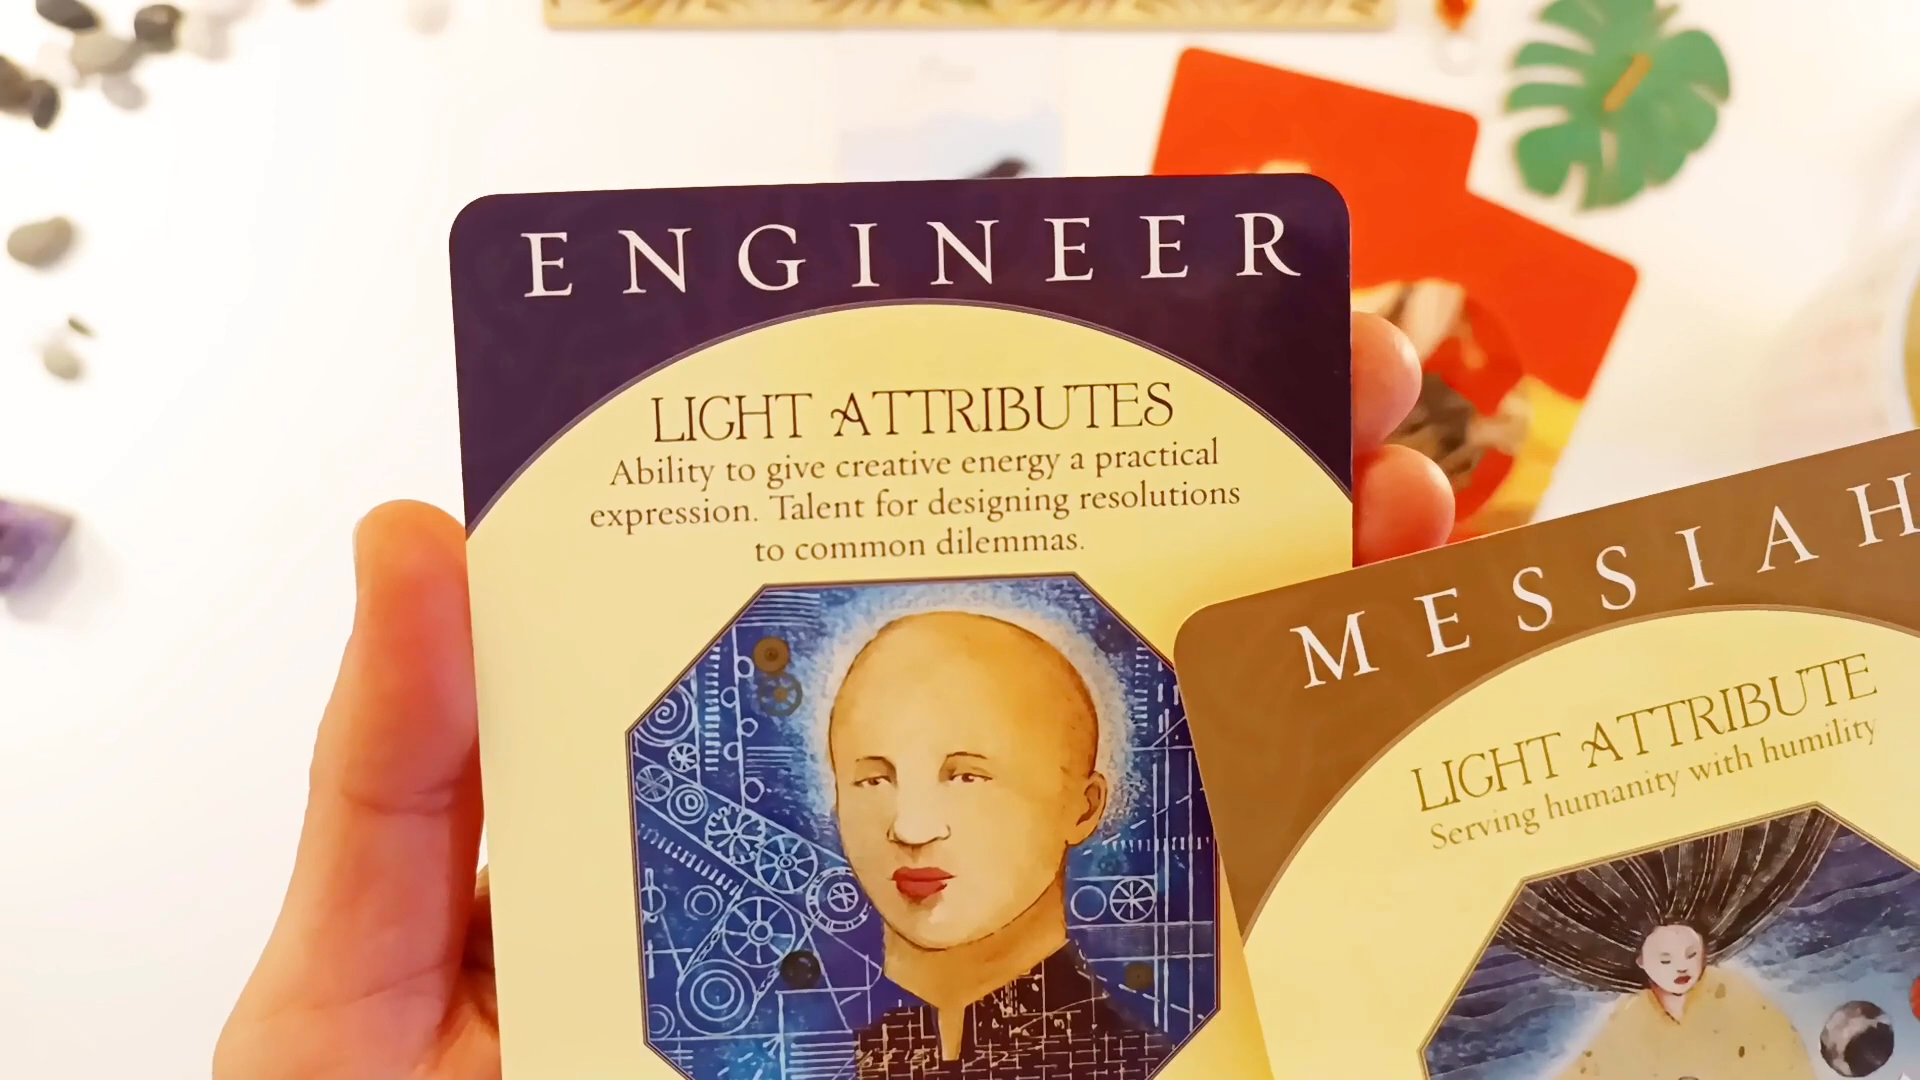 ENGINEER
LIGHT ATTRIBUTES
Ability to give creative energy a practical
expression. Talent for designing resolutions
to common dilemmas.
MESSIAH
LIGHT ATTRIBUTE
Serving humanity with humility